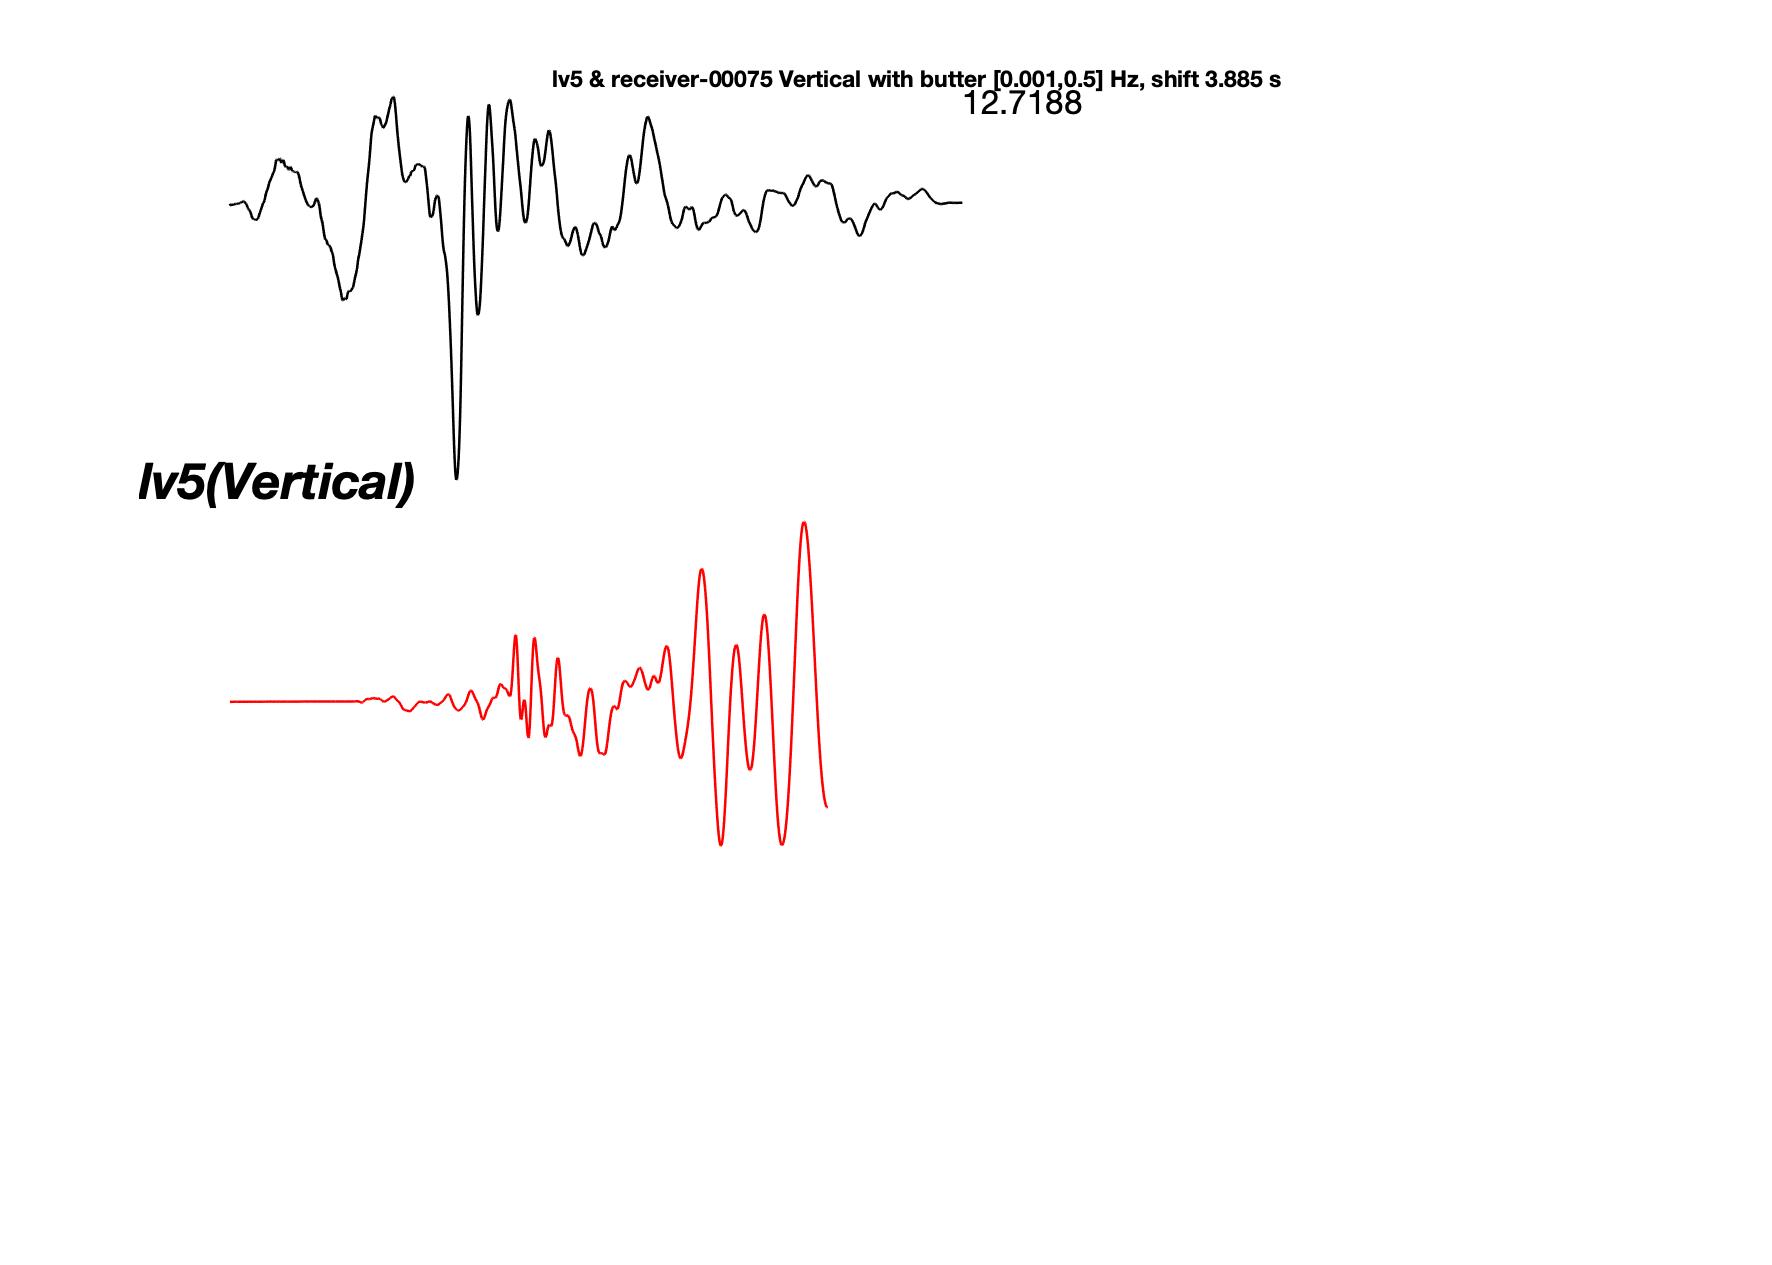 lv5 & receiver-00075 Vertical with butter [0.001,0.5] Hz, shift 3.885 s
12.7188
lv5(Vertical)